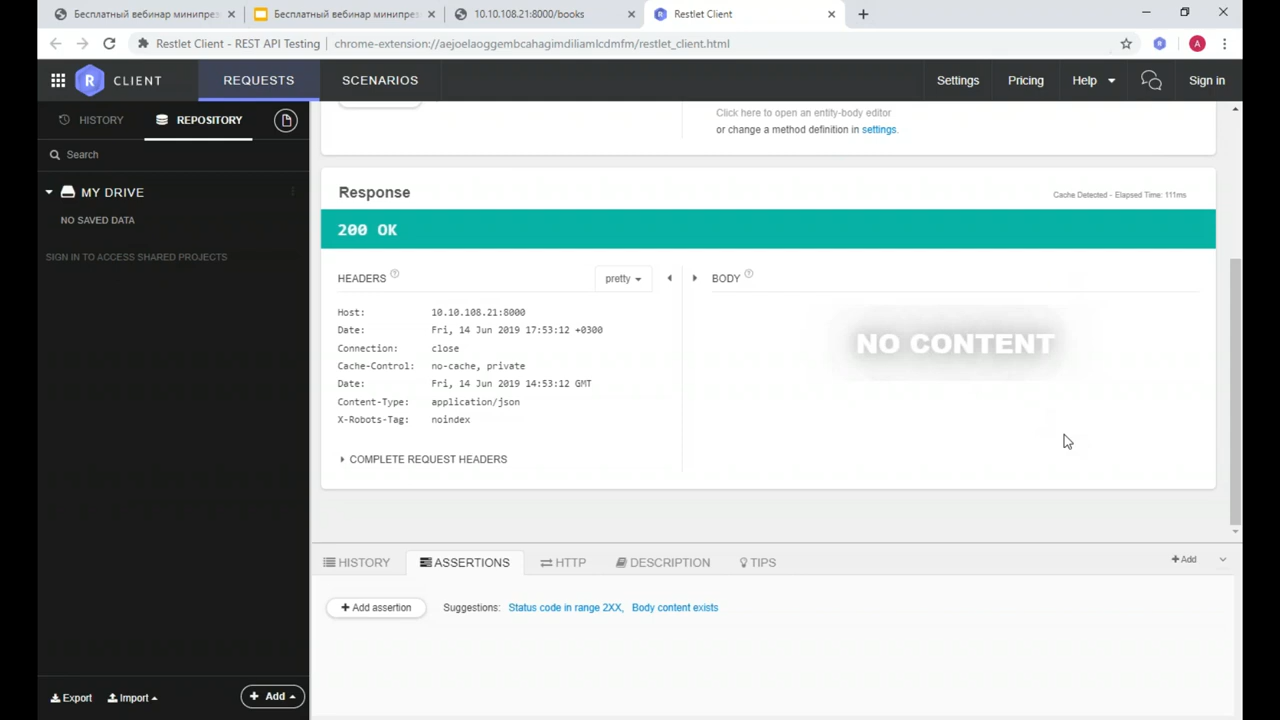 Бесплатный вебинар минипрез
Бесплатный вебинар минипрез
10.10.108.21:8000/books
Restlet Client
Restlet Client - REST API Testing
chrome-extension://aejoelaoggembcahagimdiliamlcdmfm/restlet_client.html
A
R
CLIENT
REQUESTS
SCENARIOS
Settings
Pricing
Help
Sign in
HISTORY
REPOSITORY
Search
MY DRIVE
NO SAVED DATA
SIGN IN TO ACCESS SHARED PROJECTS
Click here to open an entity-body editor
or change a method definition in settings.
Response
Cache Detected - Elapsed Time: 111ms
200 OK
HEADERS
pretty
BODY
Host: 10.10.108.21:8000
Date: Fri, 14 Jun 2019 17:53:12 +0300
Connection: close
Cache-Control: no-cache, private
Date: Fri, 14 Jun 2019 14:53:12 GMT
Content-Type: application/json
X-Robots-Tag: noindex
NO CONTENT
COMPLETE REQUEST HEADERS
HISTORY
ASSERTIONS
HTTP
DESCRIPTION
TIPS
Add
Add assertion
Suggestions: Status code in range 2XX, Body content exists
Export
Import
Add